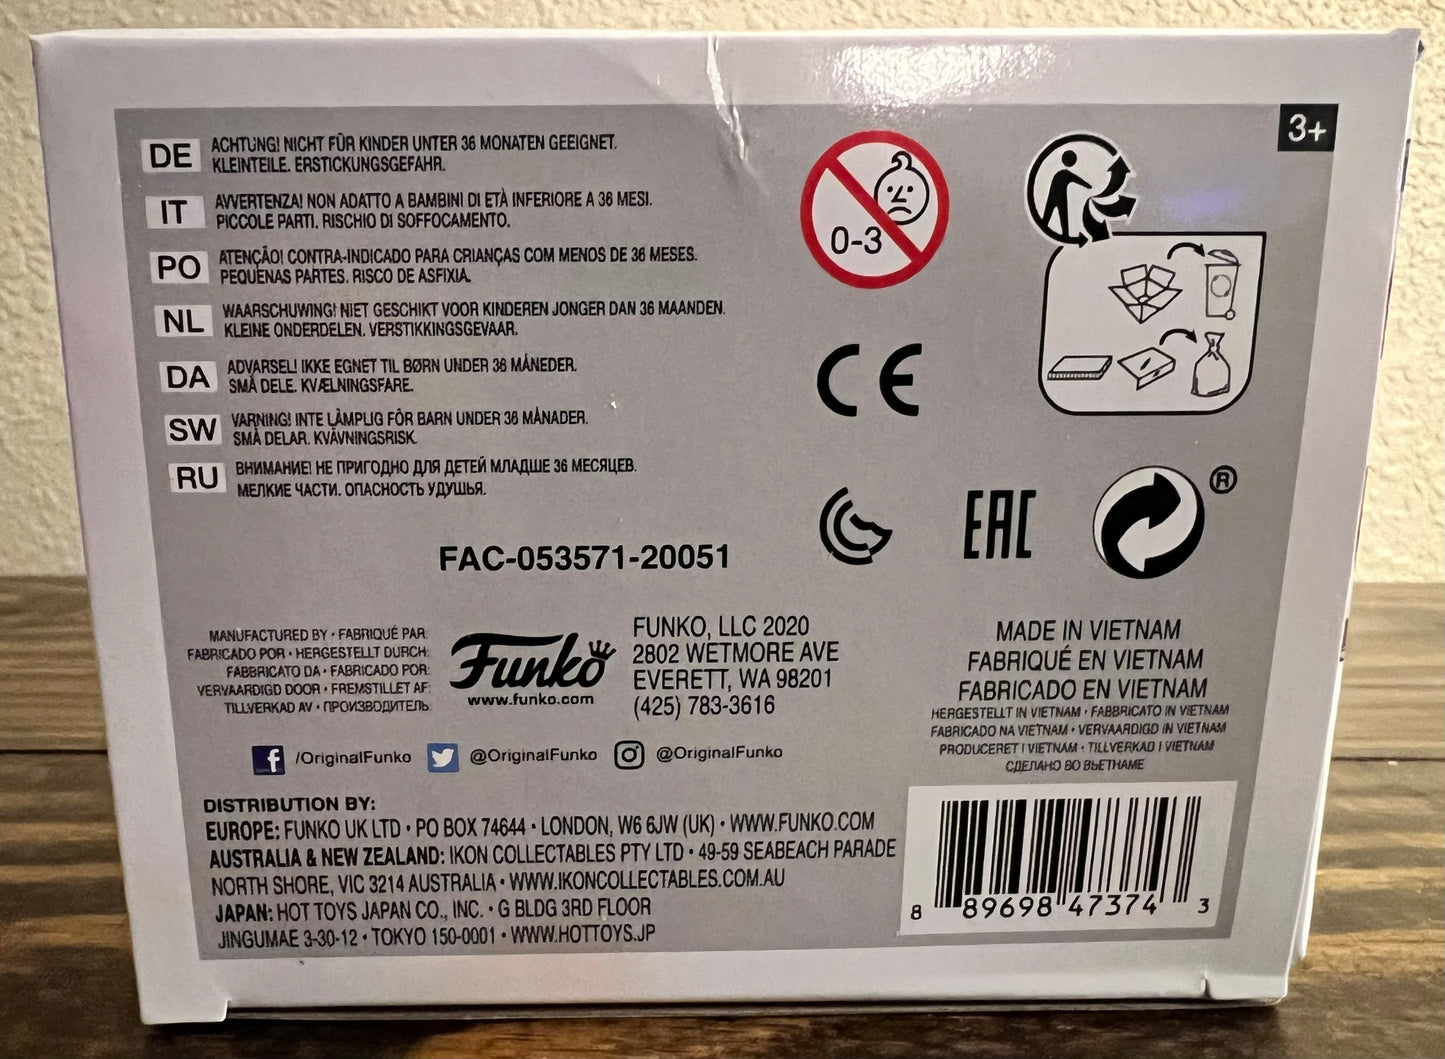 3+
DE
ACHTUNG! NICHT FÜR KINDER UNTER 36 MONATEN GEEIGNET.
KLEINTEILE. ERSTICKUNGSGEFAHR.
IT
AVVERTENZA! NON ADATTO A BAMBINI DI ETÀ INFERIORE A 36 MESI.
PICCOLE PARTI. RISCHIO DI SOFFOCAMENTO.
PO
ATENÇÃO! CONTRA-INDICADO PARA CRIANÇAS COM MENOS DE 36 MESES.
PEQUENAS PARTES. RISCO DE ASFIXIA.
NL
WAARSCHUWING! NIET GESCHIKT VOOR KINDEREN JONGER DAN 36 MAANDEN.
KLEINE ONDERDELEN. VERSTIKKINGSGEVAAR.
DA
ADVARSEL! IKKE EGNET TIL BØRN UNDER 36 MÅNEDER.
SMÅ DELE. KVÆLNINGSFARE.
SW
VARNING! INTE LÄMPLIG FÖR BARN UNDER 36 MÅNADER.
SMÅ DELAR. KVÄVNINGSRISK.
RU
ВНИМАНИЕ! НЕ ПРИГОДНО ДЛЯ ДЕТЕЙ МЛАДШЕ 36 МЕСЯЦЕВ.
МЕЛКИЕ ЧАСТИ. ОПАСНОСТЬ УДУШЬЯ.
0-3
CE
EAC
®
FAC-053571-20051
MANUFACTURED BY • FABRIQUÉ PAR:
FABRICADO POR • HERGESTELLT DURCH:
FABBRICATO DA • FABRICADO POR:
VERVAARDIGD DOOR • FREMSTILLET AF:
TILLVERKAD AV • ПРОИЗВОДИТЕЛЬ:
Funko
www.funko.com
FUNKO, LLC 2020
2802 WETMORE AVE
EVERETT, WA 98201
(425) 783-3616
MADE IN VIETNAM
FABRIQUÉ EN VIETNAM
FABRICADO EN VIETNAM
HERGESTELLT IN VIETNAM • FABBRICATO IN VIETNAM
FABRICADO NA VIETNAM • VERVAARDIGD IN VIETNAM
PRODUCERET I VIETNAM • TILLVERKAD I VIETNAM
СДЕЛАНО ВО ВЬЕТНАМЕ
/OriginalFunko @OriginalFunko @OriginalFunko
DISTRIBUTION BY:
EUROPE: FUNKO UK LTD • PO BOX 74644 • LONDON, W6 6JW (UK) • WWW.FUNKO.COM
AUSTRALIA & NEW ZEALAND: IKON COLLECTABLES PTY LTD • 49-59 SEABEACH PARADE
NORTH SHORE, VIC 3214 AUSTRALIA • WWW.IKONCOLLECTABLES.COM.AU
JAPAN: HOT TOYS JAPAN CO., INC. • G BLDG 3RD FLOOR
JINGUMAE 3-30-12 • TOKYO 150-0001 • WWW.HOTTOYS.JP
8 89698 47374 3